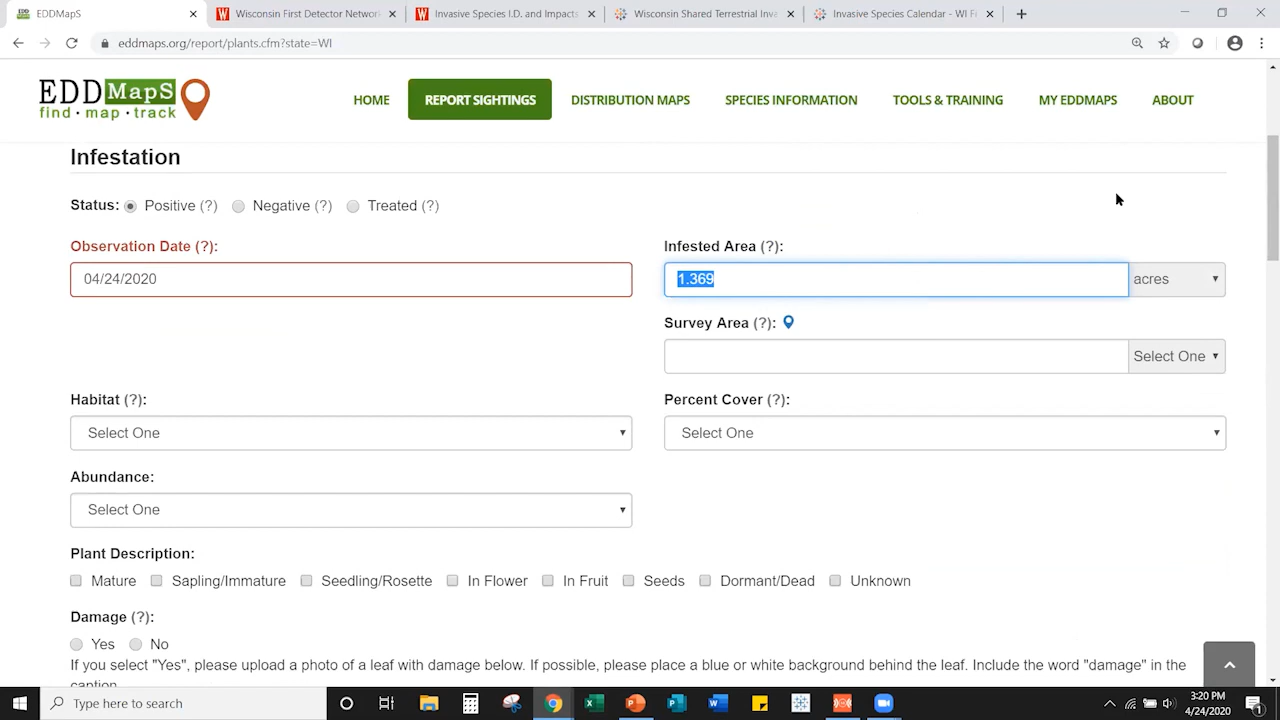 EDDMapS
Wisconsin First Detector Network
Invasive Species I.D. and Impacts
Wisconsin Shared Terrestrial Inva
Invasive Species Calendar - WI Fi
eddmaps.org/report/plants.cfm?state=WI
EDDMapS
find · map · track
HOME
REPORT SIGHTINGS
DISTRIBUTION MAPS
SPECIES INFORMATION
TOOLS & TRAINING
MY EDDMAPS
ABOUT
Infestation
Status: Positive (?) Negative (?) Treated (?)
Observation Date (?):
Infested Area (?):
04/24/2020
1.369 acres
Survey Area (?):
Select One
Habitat (?):
Percent Cover (?):
Select One
Select One
Abundance:
Select One
Plant Description:
Mature Sapling/Immature Seedling/Rosette In Flower In Fruit Seeds Dormant/Dead Unknown
Damage (?):
Yes No
If you select "Yes", please upload a photo of a leaf with damage below. If possible, please place a blue or white background behind the leaf. Include the word "damage" in the
caption.
Type here to search
3:20 PM
4/24/2020